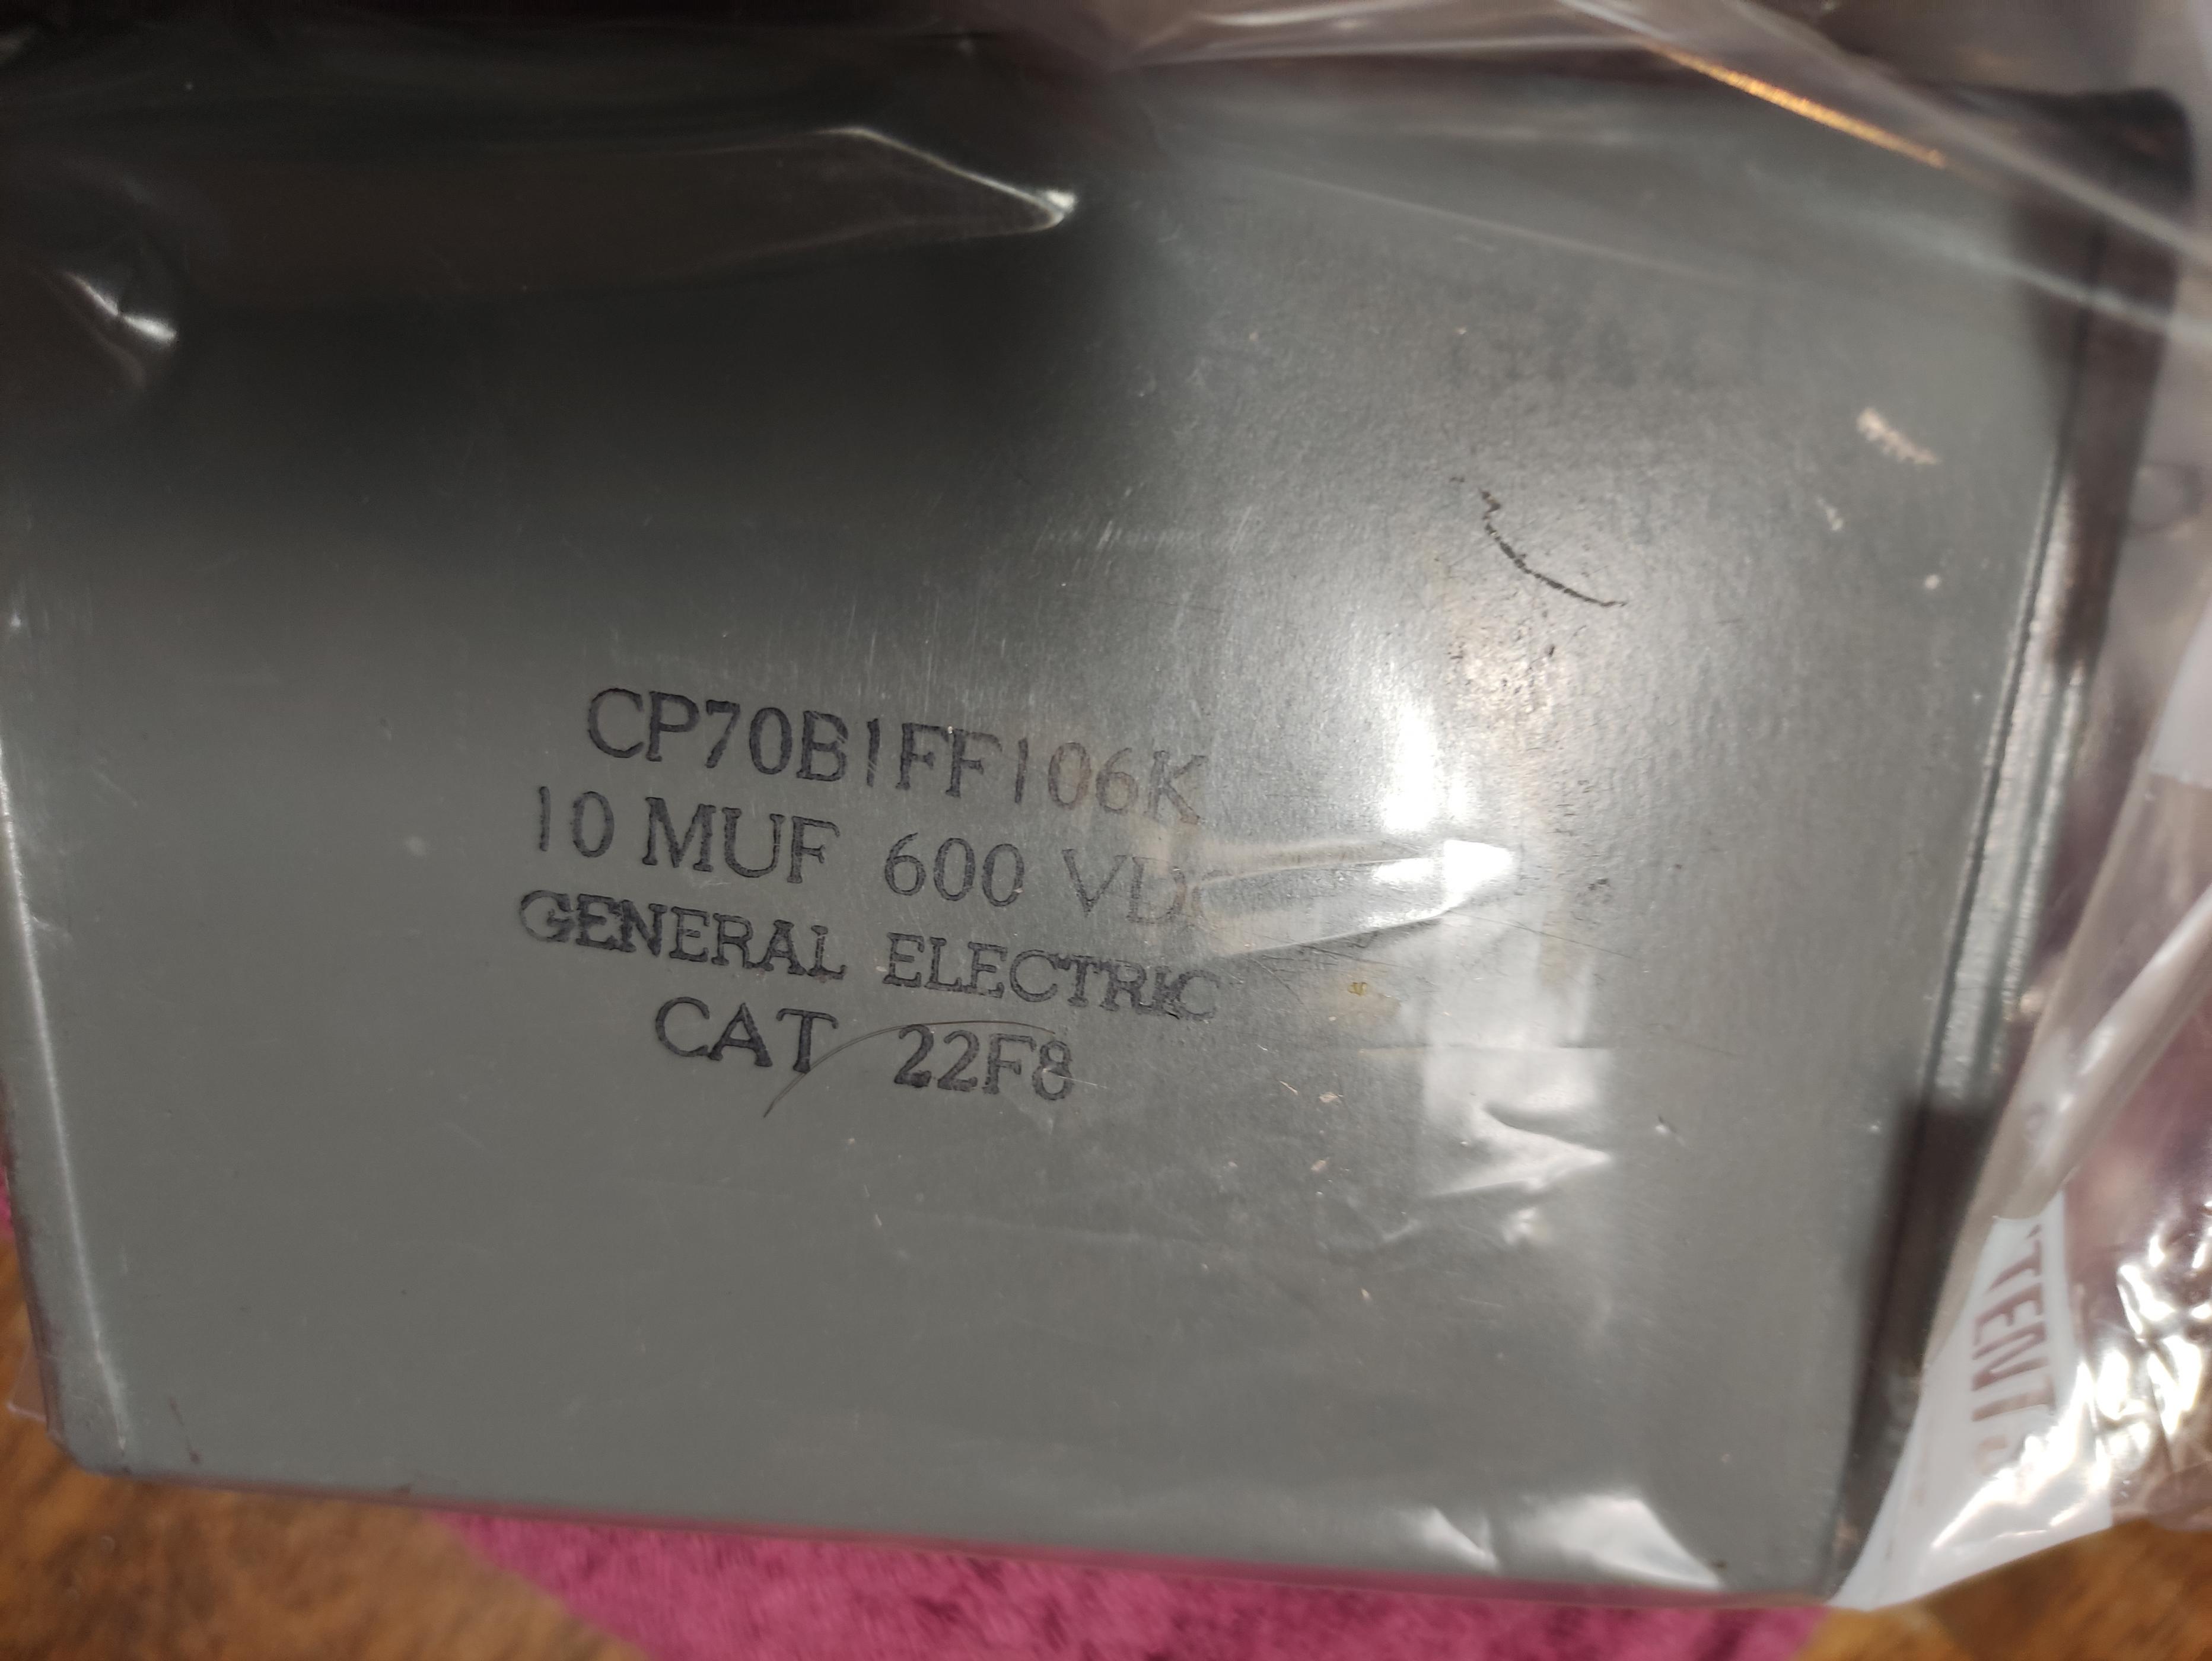 CP70B1FF106K
10 MUF 600 VDC
GENERAL ELECTRIC
CAT 22F8